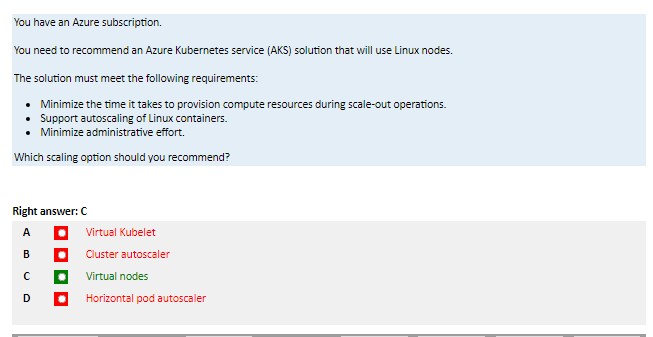 You have an Azure subscription.
You need to recommend an Azure Kubernetes service (AKS) solution that will use Linux nodes.
The solution must meet the following requirements:
• Minimize the time it takes to provision compute resources during scale-out operations.
• Support autoscaling of Linux containers.
• Minimize administrative effort.
Which scaling option should you recommend?
Right answer: C
A Virtual Kubelet
B Cluster autoscaler
C Virtual nodes
D Horizontal pod autoscaler